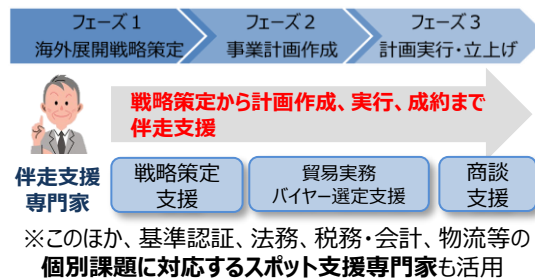 フェーズ1
海外展開戦略策定
フェーズ2
事業計画作成
フェーズ3
計画実行・立上げ
戦略策定から計画作成、実行、成約まで
伴走支援
伴走支援
専門家
戦略策定
支援
貿易実務
バイヤー選定支援
商談
支援
※このほか、基準認証、法務、税務・会計、物流等の
個別課題に対応するスポット支援専門家も活用